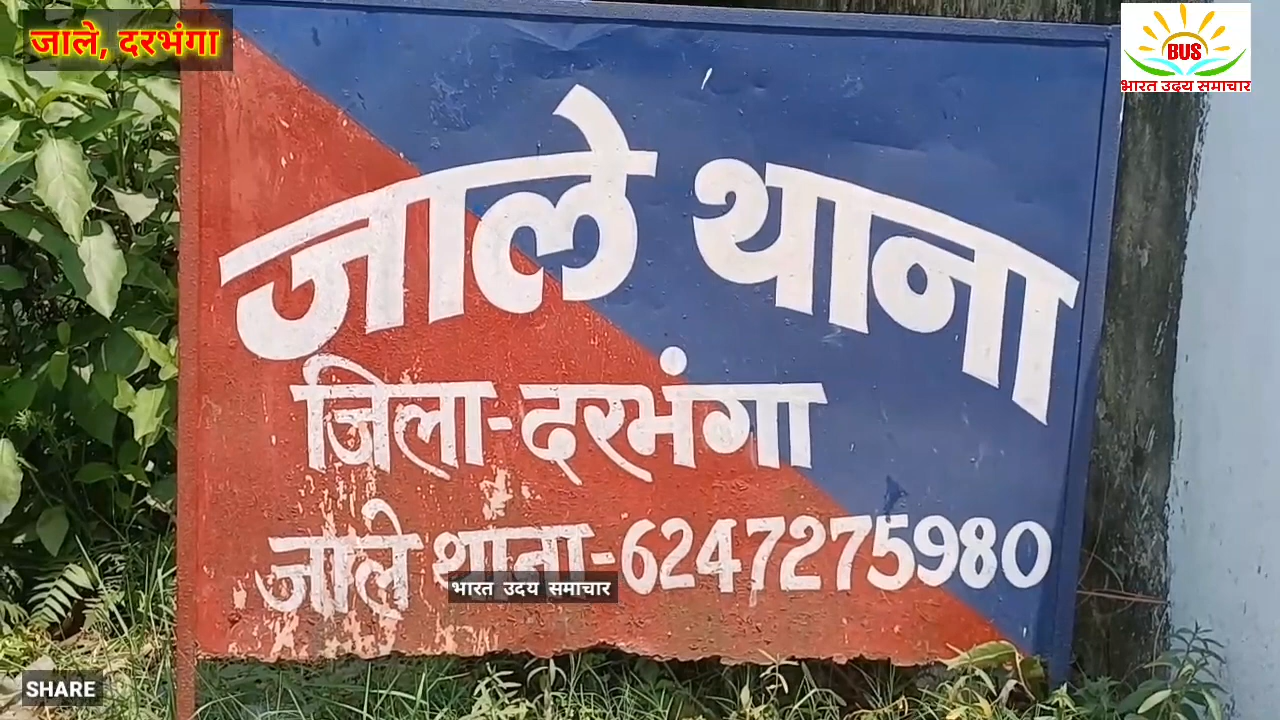 जाले, दरभंगा
BUS
भारत उदय समाचार
जाले थाना
जिला-दरभंगा
जाले थाना-6247275980
भारत उदय समाचार
SHARE